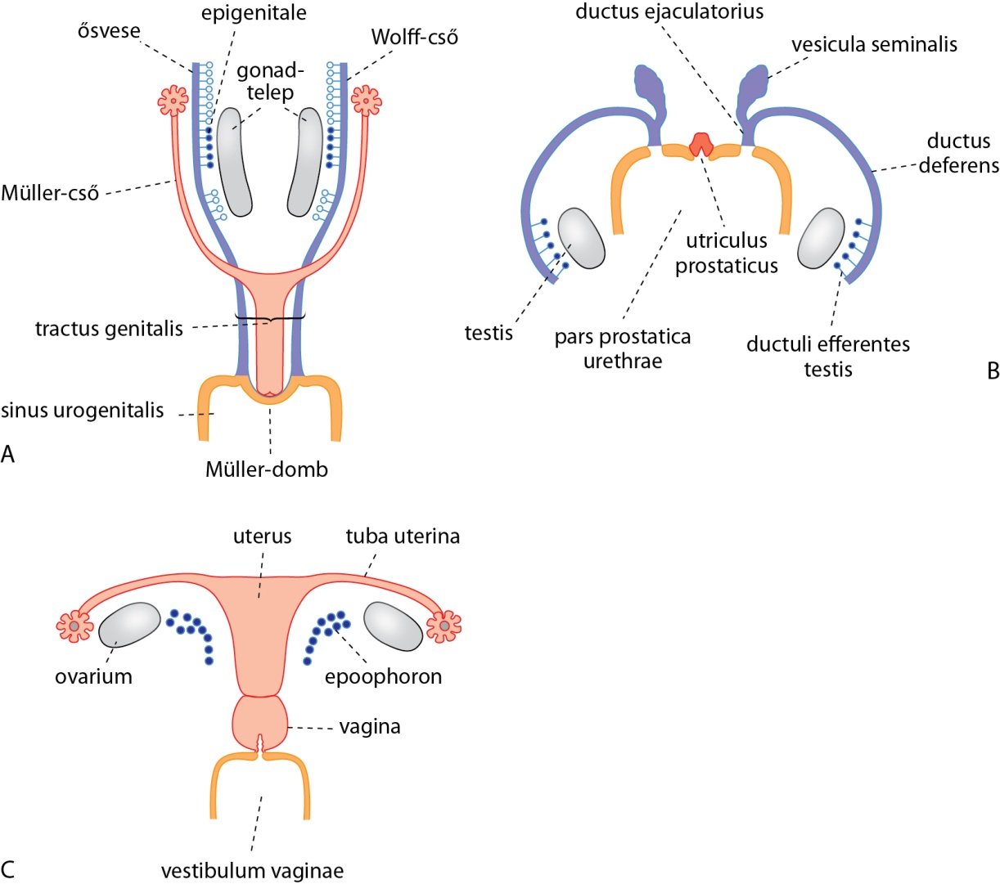 epigenitale
ősvese
Wolff-cső
gonad-
telep
Müller-cső
tractus genitalis
sinus urogenitalis
Müller-domb
A
ductus ejaculatorius
vesicula seminalis
ductus
deferens
utriculus
prostaticus
testis
pars prostatica
urethrae
ductuli efferentes
testis
B
uterus
tuba uterina
ovarium
epoophoron
vagina
vestibulum vaginae
C